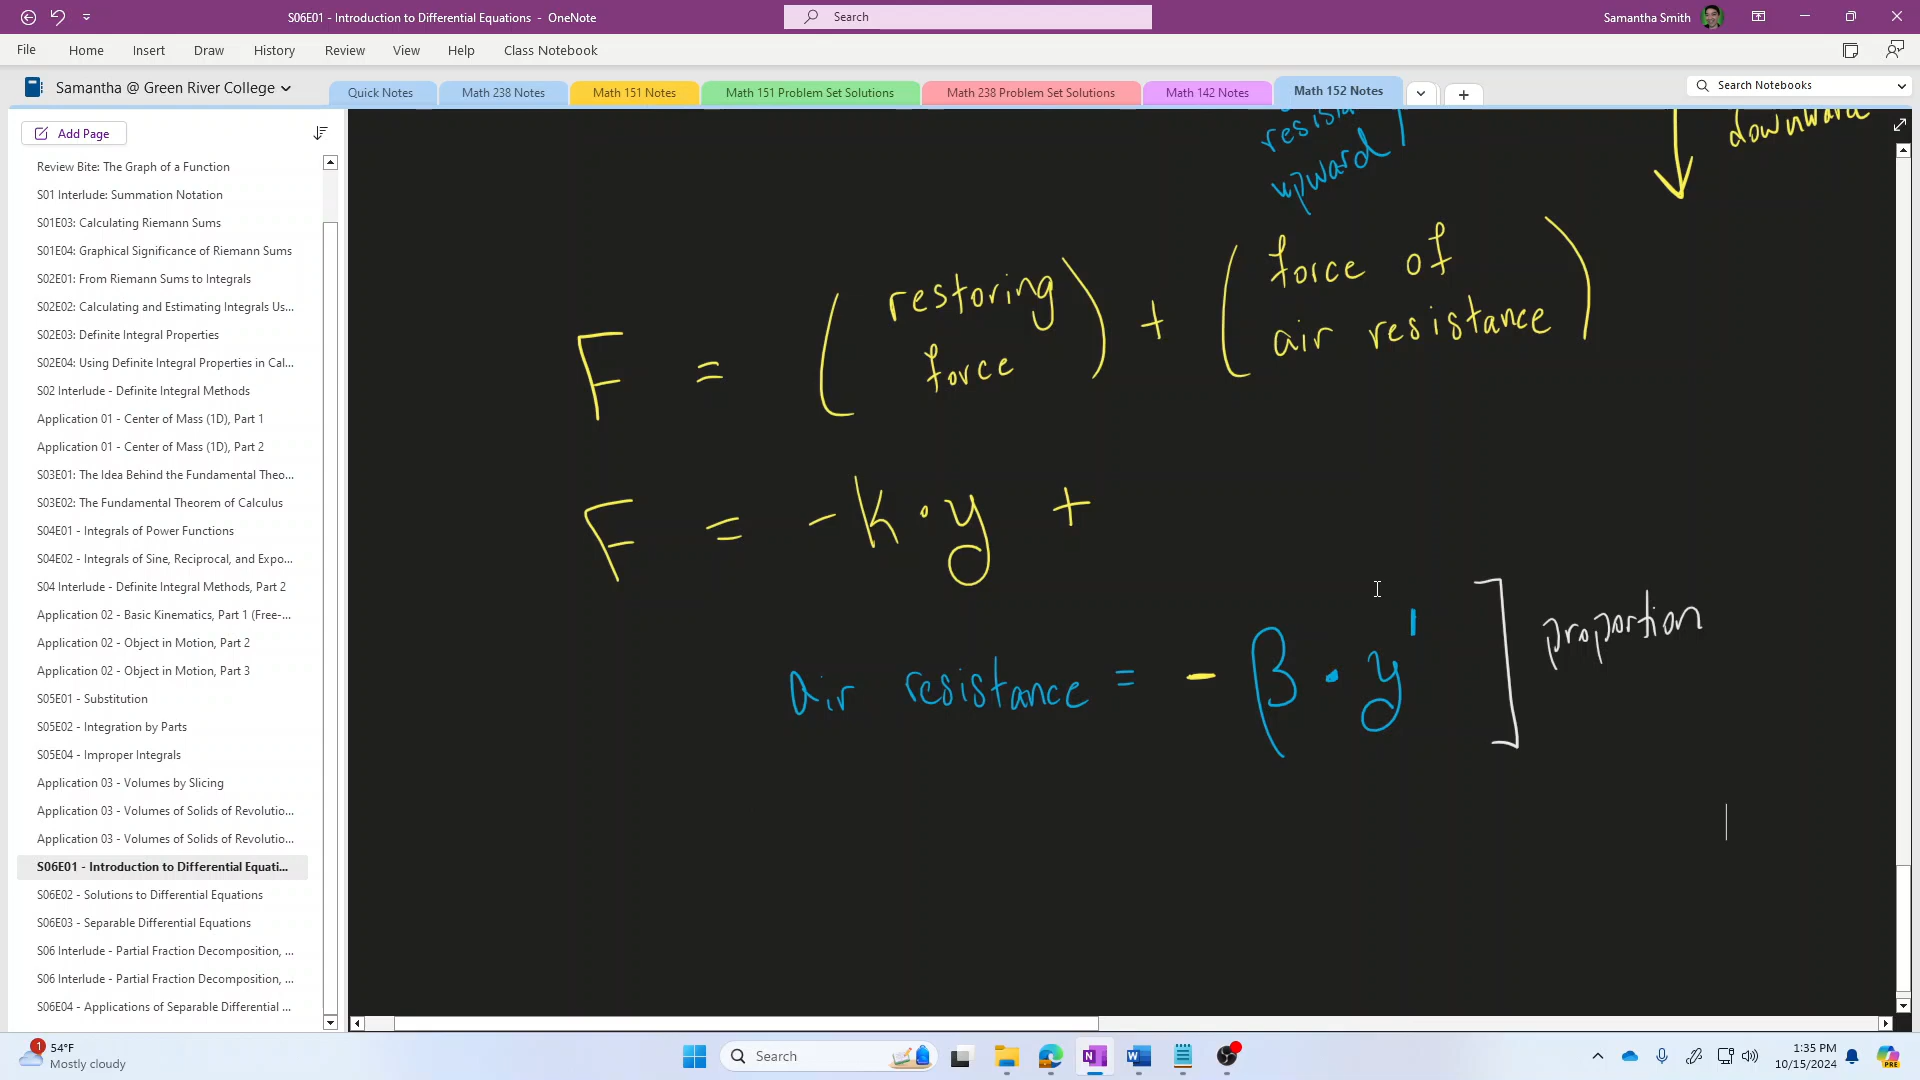 S06E01 - Introduction to Differential Equations - OneNote
Search
Samantha Smith
File Home Insert Draw History Review View Help Class Notebook
Samantha @ Green River College
Quick Notes
Math 238 Notes
Math 151 Notes
Math 151 Problem Set Solutions
Math 238 Problem Set Solutions
Math 142 Notes
Math 152 Notes
Search Notebooks
Add Page
Review Bite: The Graph of a Function
S01 Interlude: Summation Notation
S01E03: Calculating Riemann Sums
S01E04: Graphical Significance of Riemann Sums
S02E01: From Riemann Sums to Integrals
S02E02: Calculating and Estimating Integrals Us...
S02E03: Definite Integral Properties
S02E04: Using Definite Integral Properties in Cal...
S02 Interlude - Definite Integral Methods
Application 01 - Center of Mass (1D), Part 1
Application 01 - Center of Mass (1D), Part 2
S03E01: The Idea Behind the Fundamental Theo...
S03E02: The Fundamental Theorem of Calculus
S04E01 - Integrals of Power Functions
S04E02 - Integrals of Sine, Reciprocal, and Expo...
S04 Interlude - Definite Integral Methods, Part 2
Application 02 - Basic Kinematics, Part 1 (Free-...
Application 02 - Object in Motion, Part 2
Application 02 - Object in Motion, Part 3
S05E01 - Substitution
S05E02 - Integration by Parts
S05E04 - Improper Integrals
Application 03 - Volumes by Slicing
Application 03 - Volumes of Solids of Revolutio...
Application 03 - Volumes of Solids of Revolutio...
S06E01 - Introduction to Differential Equati...
S06E02 - Solutions to Differential Equations
S06E03 - Separable Differential Equations
S06 Interlude - Partial Fraction Decomposition, ...
S06 Interlude - Partial Fraction Decomposition, ...
S06E04 - Applications of Separable Differential ...
upward
downward
F = (restoring force) + (force of air resistance)
F = -k·y +
air resistance = - β·y' ] proportion
1
54°F
Mostly cloudy
Search
1:35 PM
10/15/2024
PRE